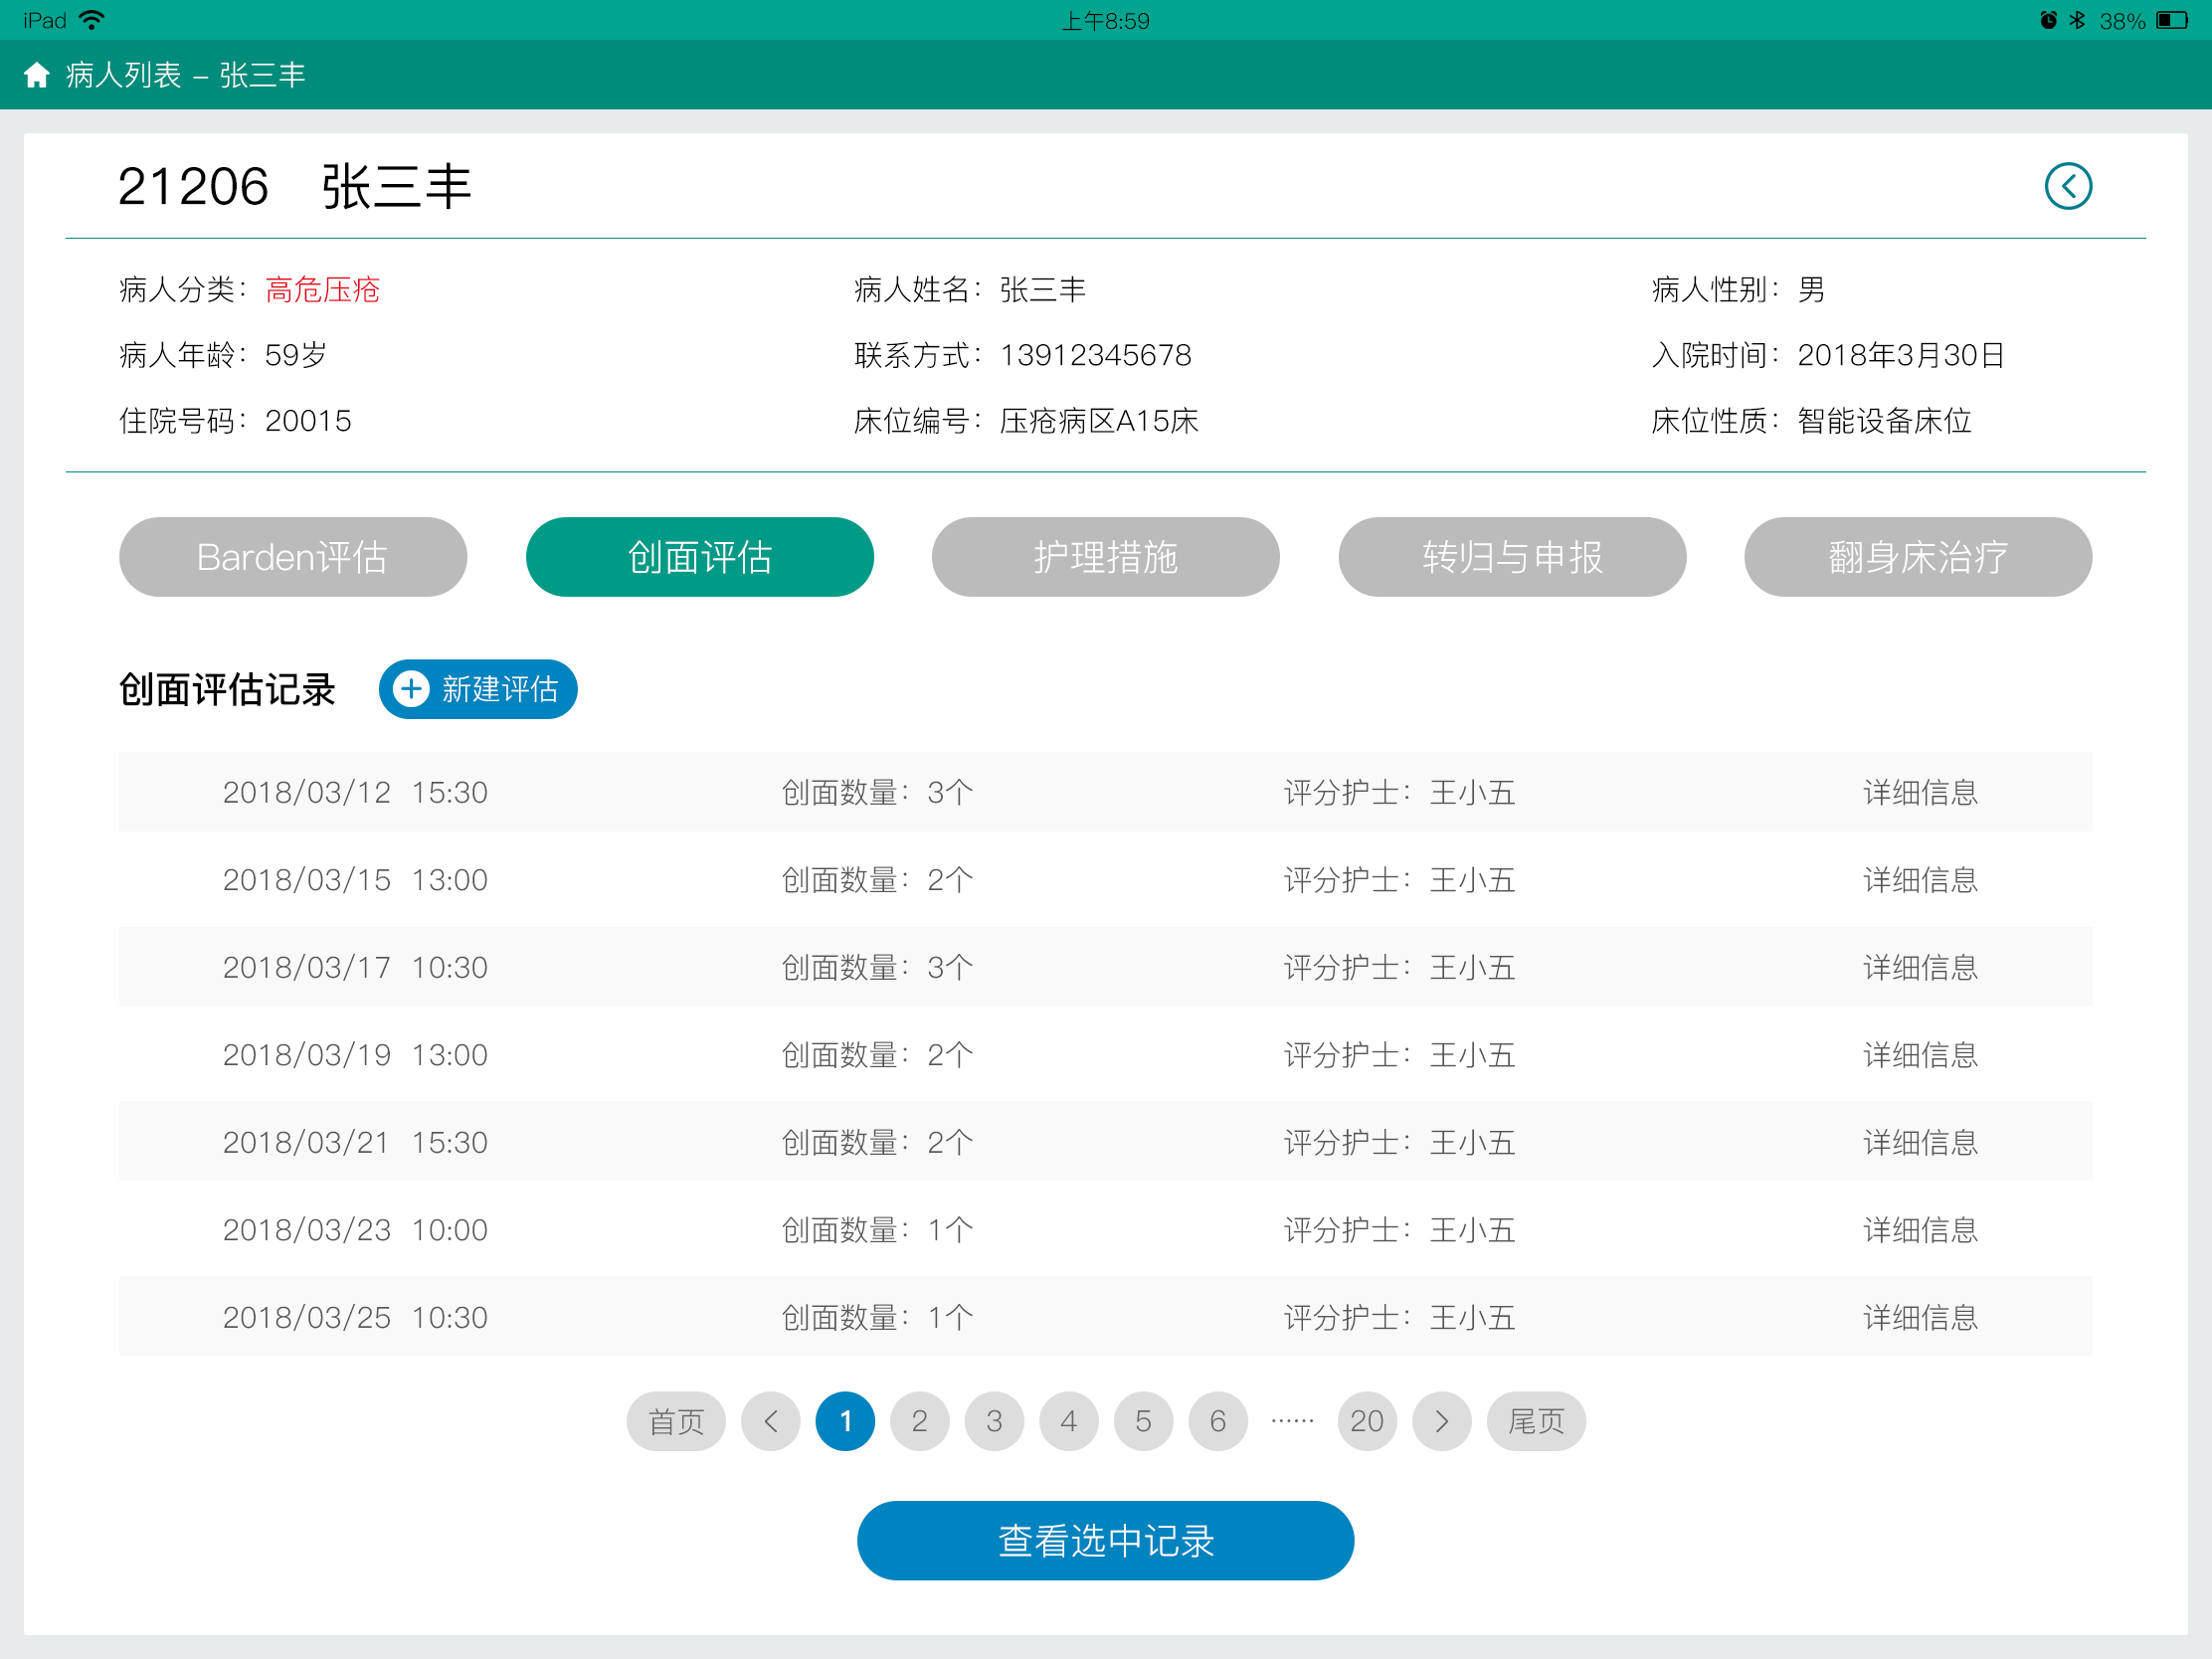 iPad 上午8:59 38%
病人列表 – 张三丰
21206 张三丰
病人分类：高危压疮 病人姓名：张三丰 病人性别：男
病人年龄：59岁 联系方式：13912345678 入院时间：2018年3月30日
住院号码：20015 床位编号：压疮病区A15床 床位性质：智能设备床位
Barden评估 创面评估 护理措施 转归与申报 翻身床治疗
创面评估记录 新建评估
2018/03/12 15:30 创面数量：3个 评分护士：王小五 详细信息
2018/03/15 13:00 创面数量：2个 评分护士：王小五 详细信息
2018/03/17 10:30 创面数量：3个 评分护士：王小五 详细信息
2018/03/19 13:00 创面数量：2个 评分护士：王小五 详细信息
2018/03/21 15:30 创面数量：2个 评分护士：王小五 详细信息
2018/03/23 10:00 创面数量：1个 评分护士：王小五 详细信息
2018/03/25 10:30 创面数量：1个 评分护士：王小五 详细信息
首页 < 1 2 3 4 5 6 ······ 20 > 尾页
查看选中记录